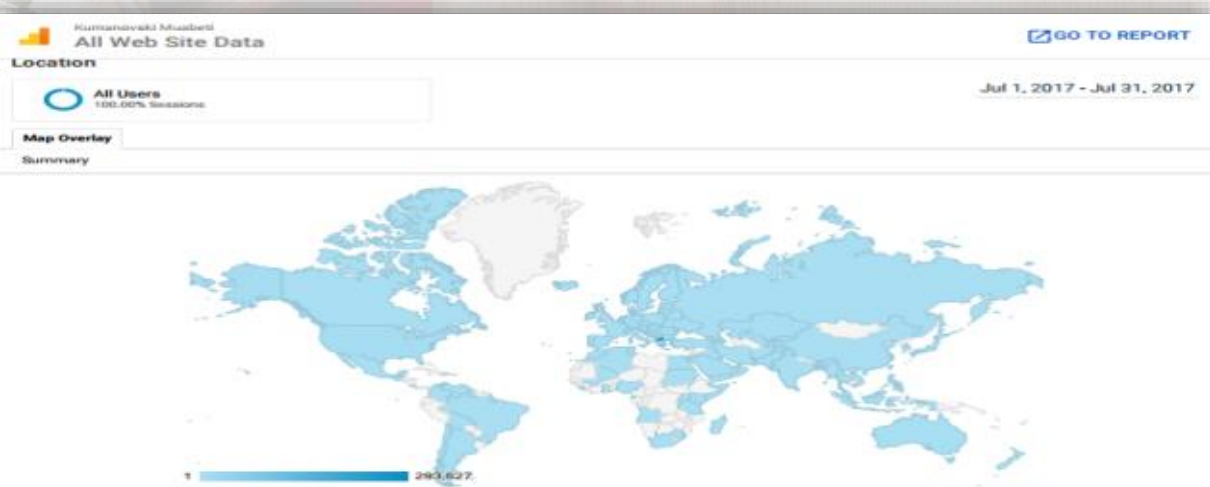 Kumanovski Muabeti
All Web Site Data
GO TO REPORT
Location
All Users
100.00% Sessions
Jul 1, 2017 - Jul 31, 2017
Map Overlay
Summary
1
293,627